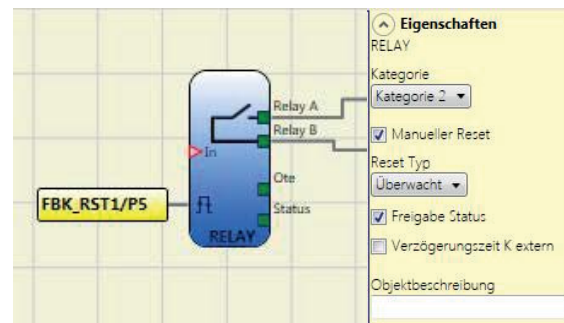 Relay A
Relay B
In
Ote
Status
FBK_RST1/P5
RELAY
Eigenschaften
RELAY
Kategorie
Kategorie 2
Manueller Reset
Reset Typ
Überwacht
Freigabe Status
Verzögerungszeit K extern
Objektbeschreibung